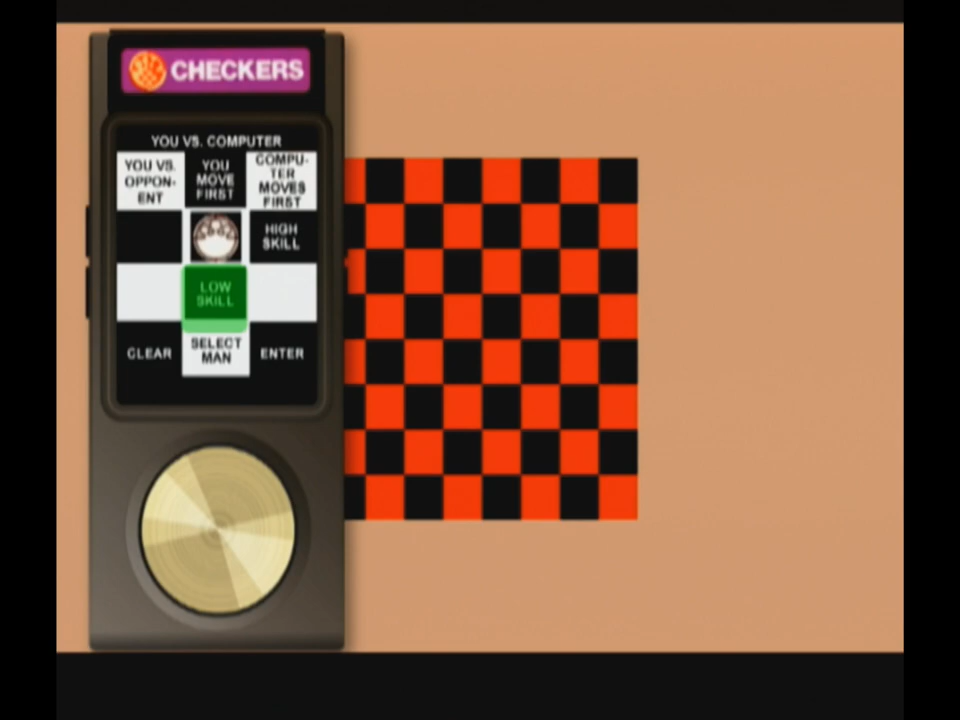 CHECKERS
YOU VS. COMPUTER
YOU VS.
OPPON-
ENT
YOU
MOVE
FIRST
COMPU-
TER
MOVES
FIRST
HIGH
SKILL
LOW
SKILL
CLEAR
SELECT
MAN
ENTER